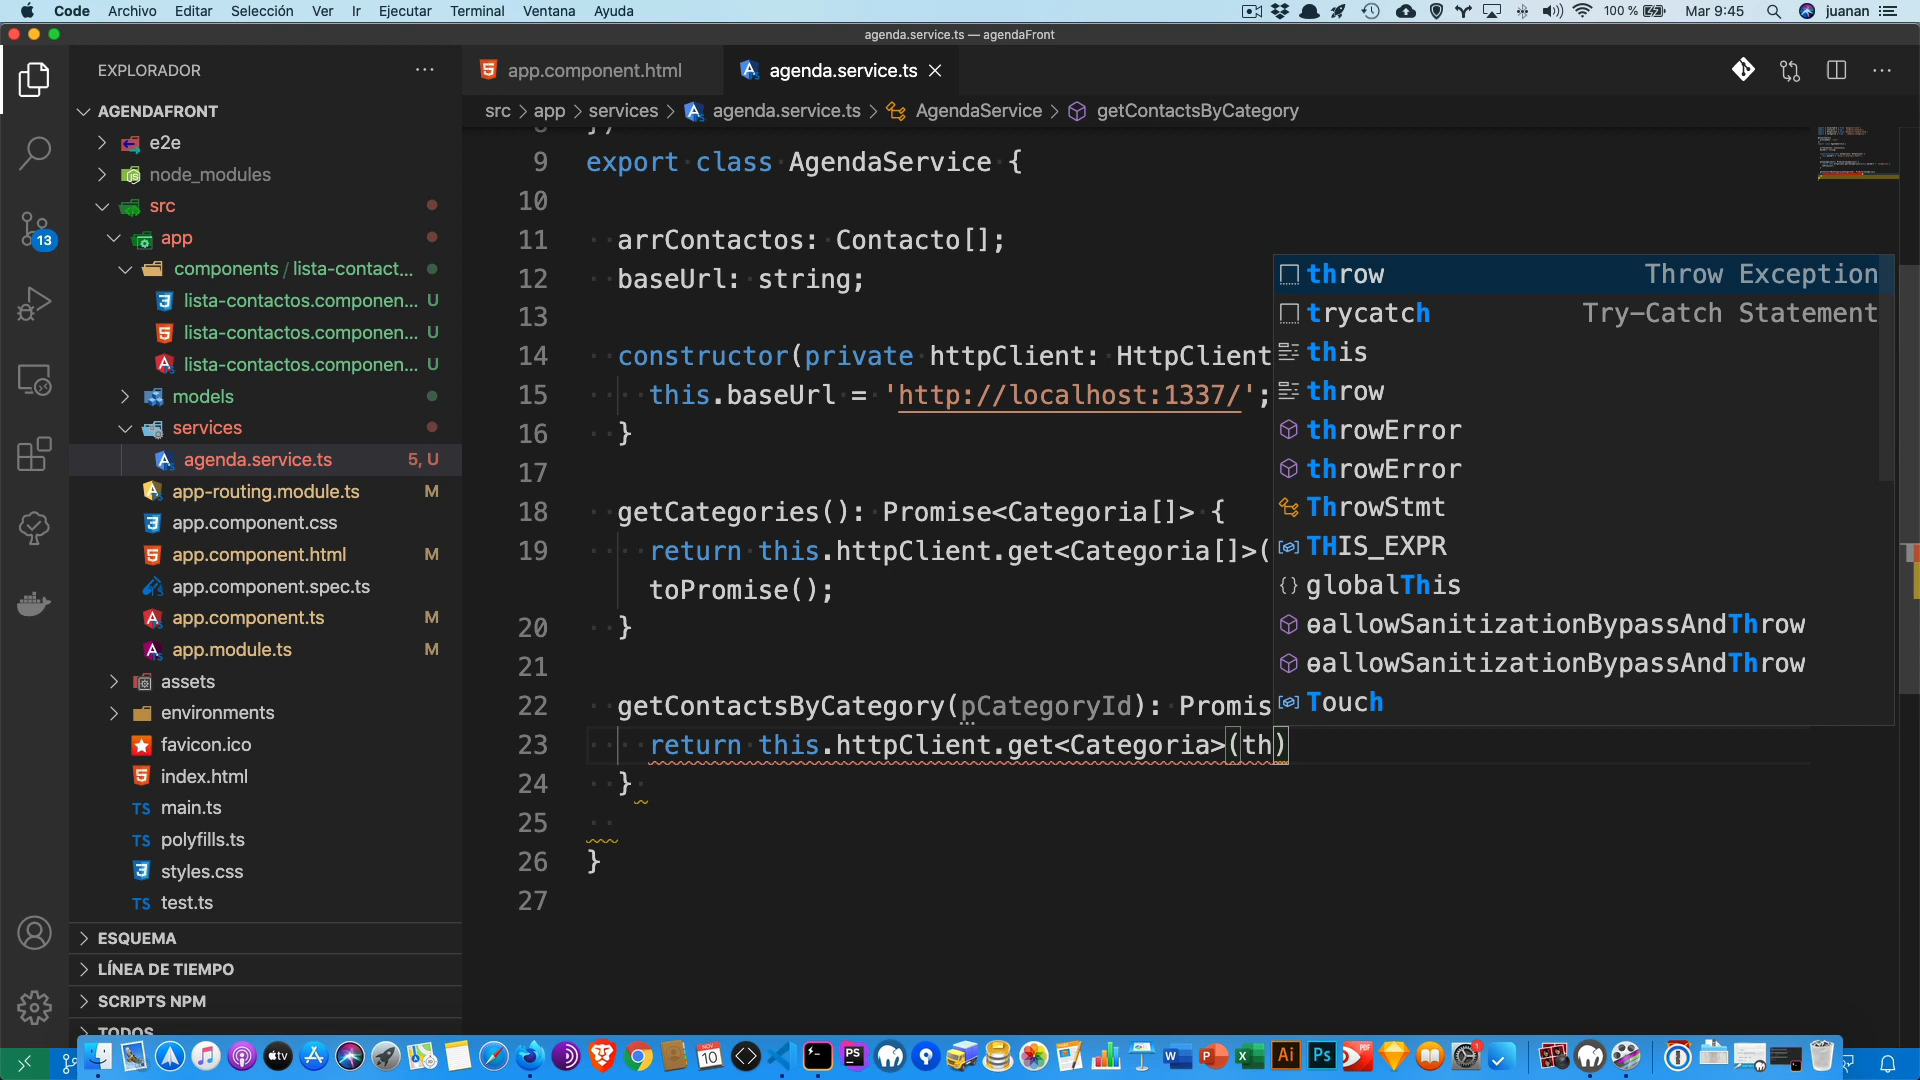 Code Archivo Editar Selección Ver Ir Ejecutar Terminal Ventana Ayuda 100 % Mar 9:45 juanan
agenda.service.ts — agendaFront
EXPLORADOR
app.component.html
agenda.service.ts
src > app > services > agenda.service.ts > AgendaService > getContactsByCategory
AGENDAFRONT
e2e
node_modules
src
app
components / lista-contact...
lista-contactos.componen... U
lista-contactos.componen... U
lista-contactos.componen... U
models
services
agenda.service.ts 5, U
app-routing.module.ts M
app.component.css
app.component.html M
app.component.spec.ts
app.component.ts M
app.module.ts M
assets
environments
favicon.ico
index.html
main.ts
polyfills.ts
styles.css
test.ts
ESQUEMA
LÍNEA DE TIEMPO
SCRIPTS NPM
TODOS
13
9 export class AgendaService {
10
11 arrContactos: Contacto[];
12 baseUrl: string;
13
14 constructor(private httpClient: HttpClient
15 this.baseUrl = 'http://localhost:1337/';
16 }
17
18 getCategories(): Promise<Categoria[]> {
19 return this.httpClient.get<Categoria[]>(
toPromise();
20 }
21
22 getContactsByCategory(pCategoryId): Promis
23 return this.httpClient.get<Categoria>(th)
24 }
25
26 }
27
throw Throw Exception
trycatch Try-Catch Statement
this
throw
throwError
throwError
ThrowStmt
THIS_EXPR
globalThis
ɵallowSanitizationBypassAndThrow
ɵallowSanitizationBypassAndThrow
Touch